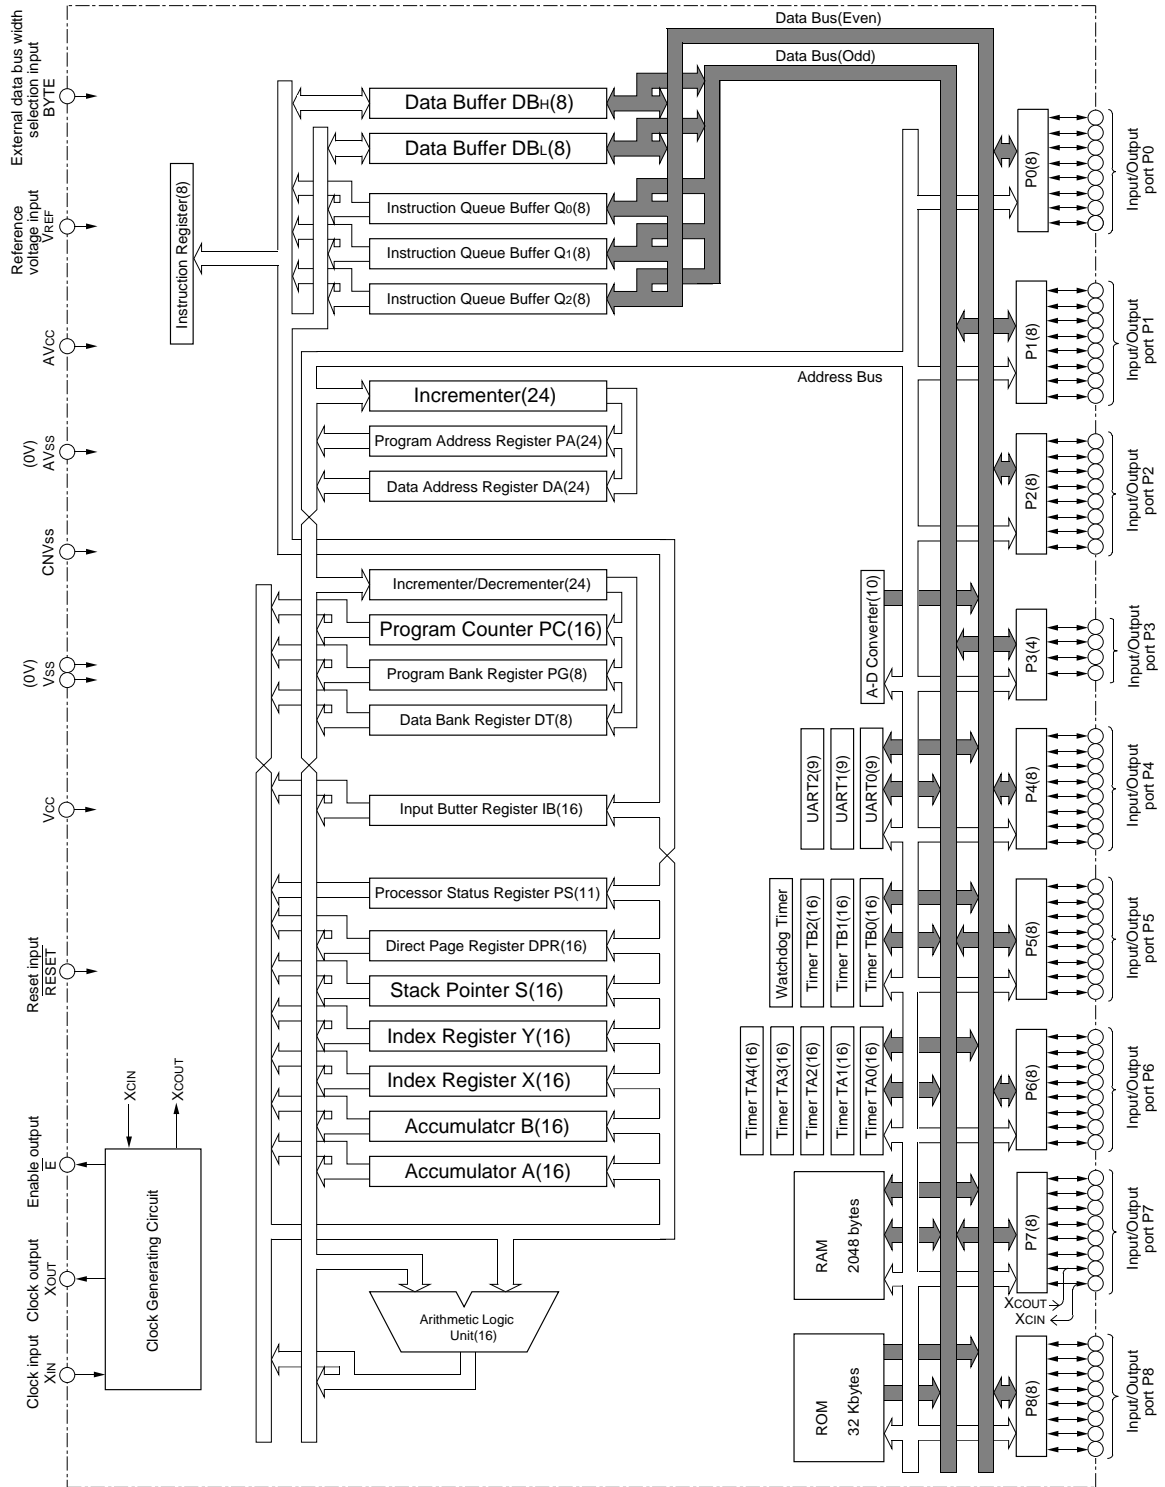 Data Bus(Even)
Data Bus(Odd)
Address Bus
External data bus width
selection input
BYTE
Reference
voltage input
VREF
AVcc
(0V)
AVss
CNVss
(0V)
Vss
Vcc
Reset input
RESET
Enable output
E
Clock output
XOUT
Clock input
XIN
XCIN
XCOUT
Clock Generating Circuit
Instruction Register(8)
Data Buffer DBH(8)
Data Buffer DBL(8)
Instruction Queue Buffer Q0(8)
Instruction Queue Buffer Q1(8)
Instruction Queue Buffer Q2(8)
Incrementer(24)
Program Address Register PA(24)
Data Address Register DA(24)
Incrementer/Decrementer(24)
Program Counter PC(16)
Program Bank Register PG(8)
Data Bank Register DT(8)
Input Butter Register IB(16)
Processor Status Register PS(11)
Direct Page Register DPR(16)
Stack Pointer S(16)
Index Register Y(16)
Index Register X(16)
Accumulatcr B(16)
Accumulator A(16)
Arithmetic Logic
Unit(16)
A-D Converter(10)
UART2(9)
UART1(9)
UART0(9)
Watchdog Timer
Timer TB2(16)
Timer TB1(16)
Timer TB0(16)
Timer TA4(16)
Timer TA3(16)
Timer TA2(16)
Timer TA1(16)
Timer TA0(16)
RAM
2048 bytes
ROM
32 Kbytes
P0(8)
Input/Output
port P0
P1(8)
Input/Output
port P1
P2(8)
Input/Output
port P2
P3(4)
Input/Output
port P3
P4(8)
Input/Output
port P4
P5(8)
Input/Output
port P5
P6(8)
Input/Output
port P6
P7(8)
Input/Output
port P7
XCOUT
XCIN
P8(8)
Input/Output
port P8